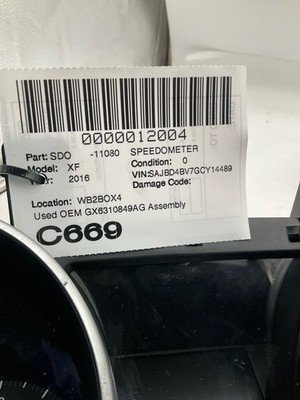 0000012004
Part: SDO -11080 SPEEDOMETER
Model: XF Condition: 0
Year: 2016 VIN:SAJBD4BV7GCY14489
Damage Code:
Location: WB2BOX4
Used OEM GX6310849AG Assembly
C669